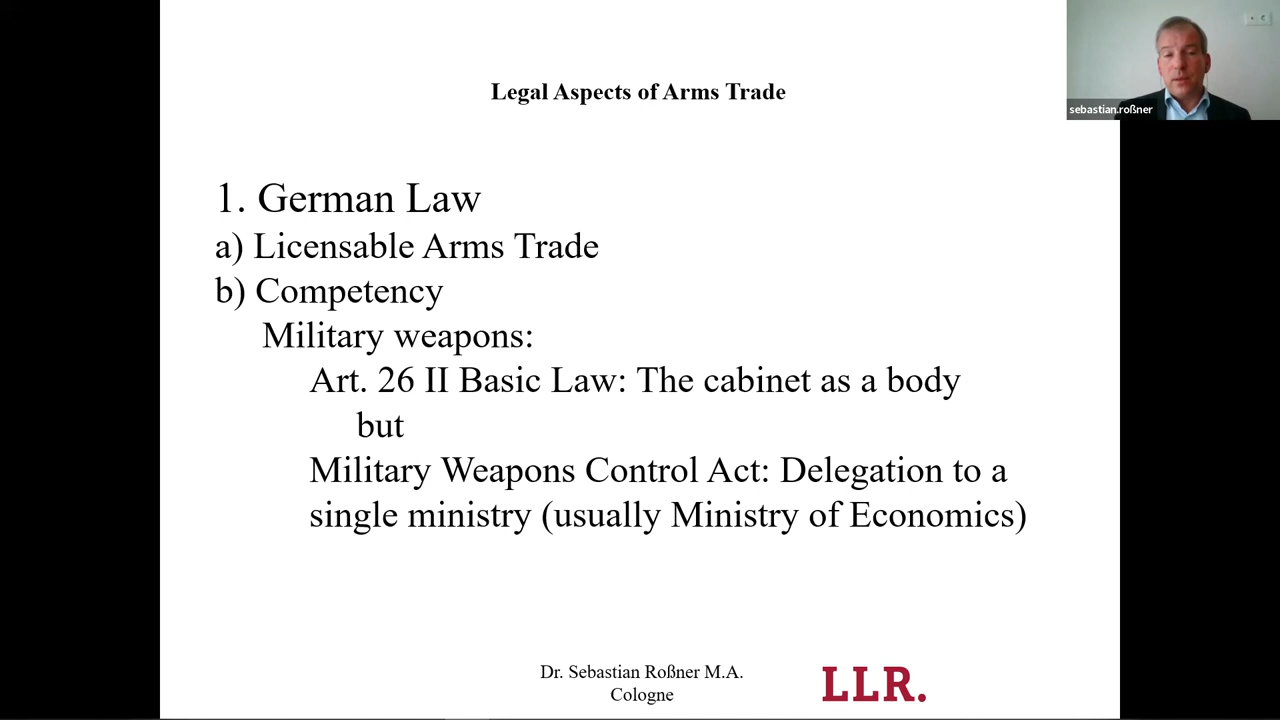 Legal Aspects of Arms Trade
sebastian.roßner
1. German Law
a) Licensable Arms Trade
b) Competency
Military weapons:
Art. 26 II Basic Law: The cabinet as a body
but
Military Weapons Control Act: Delegation to a
single ministry (usually Ministry of Economics)
Dr. Sebastian Roßner M.A.
Cologne
LLR.